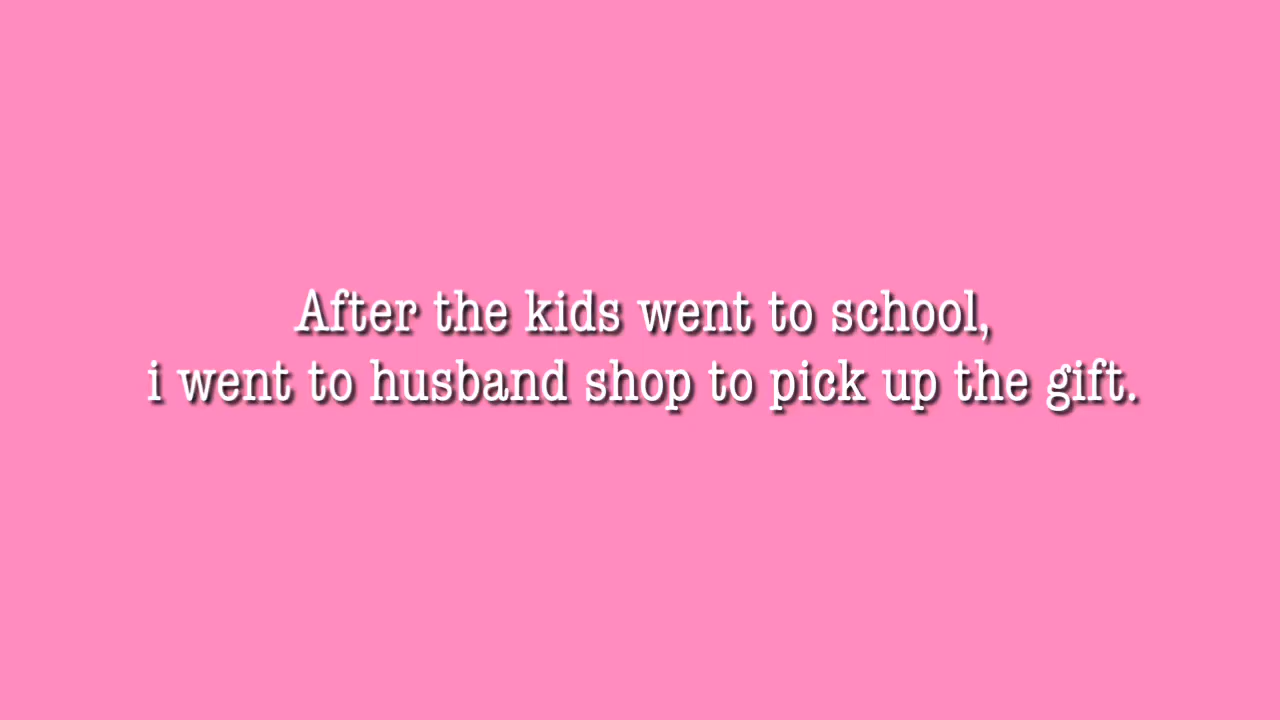 After the kids went to school,
i went to husband shop to pick up the gift.